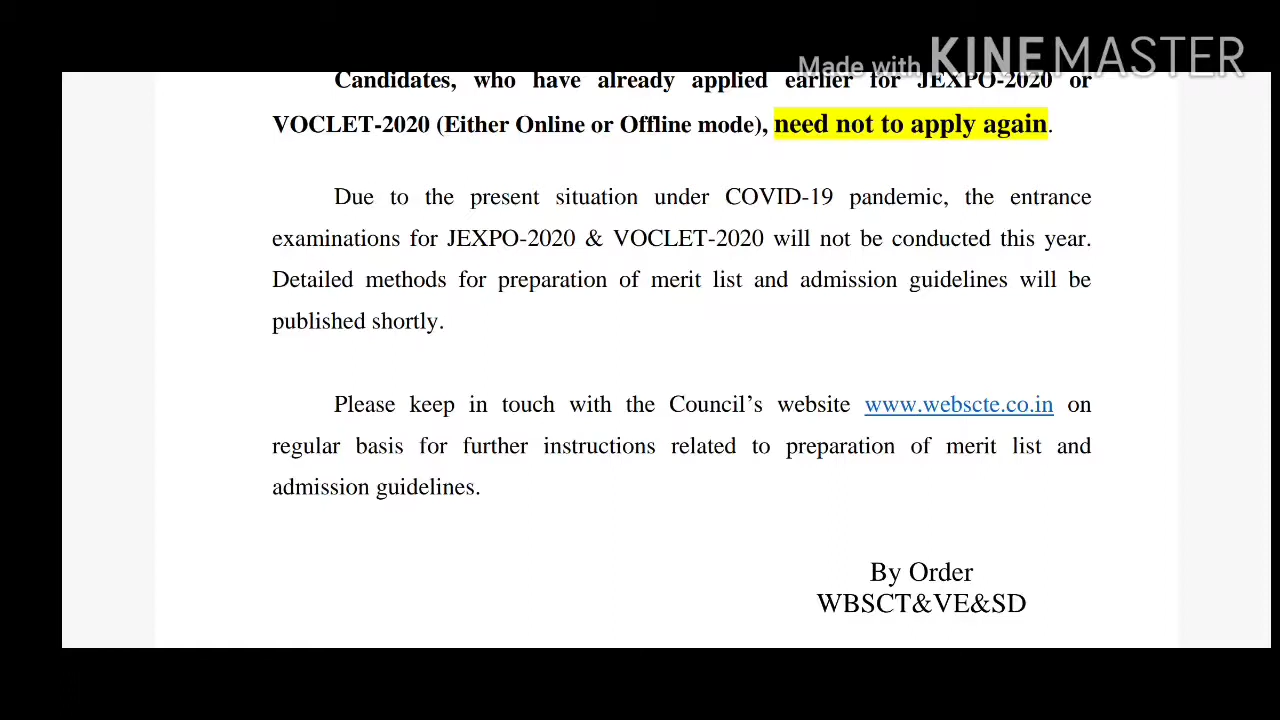 Made with KINEMASTER
Candidates, who have already applied earlier for JEXPO-2020 or
VOCLET-2020 (Either Online or Offline mode), need not to apply again.
Due to the present situation under COVID-19 pandemic, the entrance
examinations for JEXPO-2020 & VOCLET-2020 will not be conducted this year.
Detailed methods for preparation of merit list and admission guidelines will be
published shortly.
Please keep in touch with the Council’s website www.webscte.co.in on
regular basis for further instructions related to preparation of merit list and
admission guidelines.
By Order
WBSCT&VE&SD